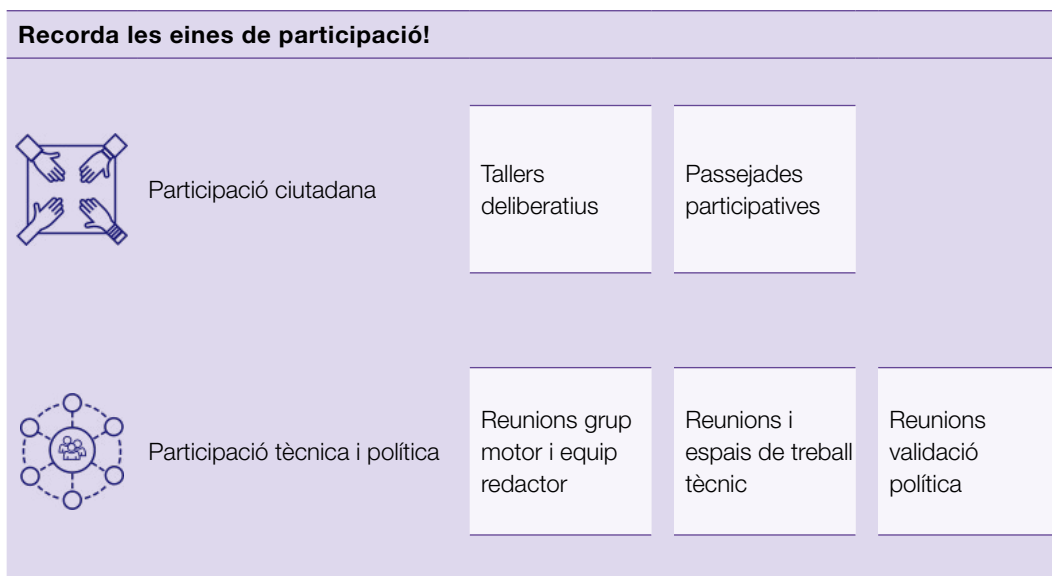 Recorda les eines de participació!
Participació ciutadana
Tallers
deliberatius
Passejades
participatives
Participació tècnica i política
Reunions grup
motor i equip
redactor
Reunions i
espais de treball
tècnic
Reunions
validació
política